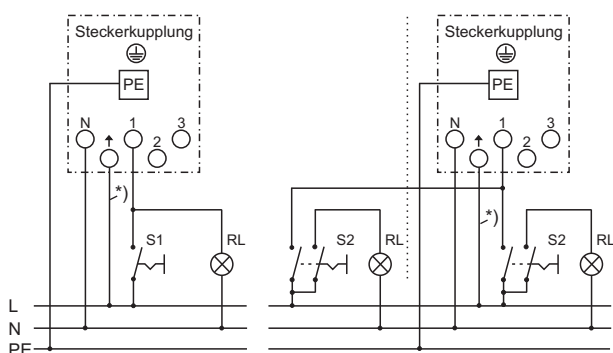 Steckerkupplung
PE
N
1
3
2
*)
S1
RL
Steckerkupplung
PE
N
1
3
2
*)
S2
RL
S2
RL
L
N
PE